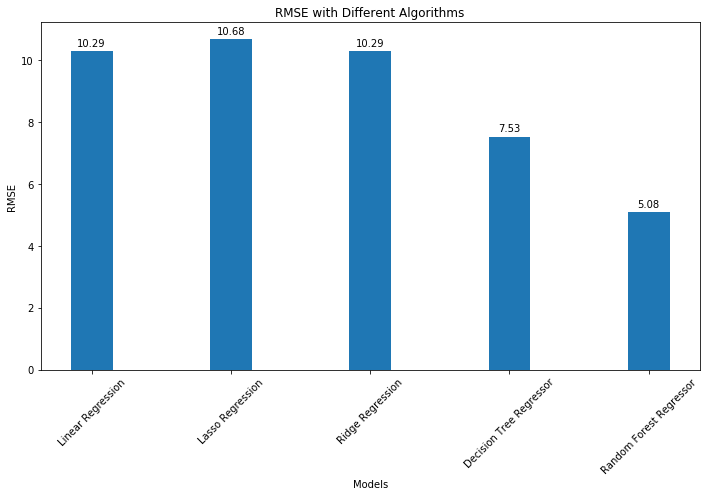 RMSE with Different Algorithms
10.29
10.68
10.29
7.53
5.08
10
8
6
4
2
0
RMSE
Linear Regression
Lasso Regression
Ridge Regression
Decision Tree Regressor
Random Forest Regressor
Models